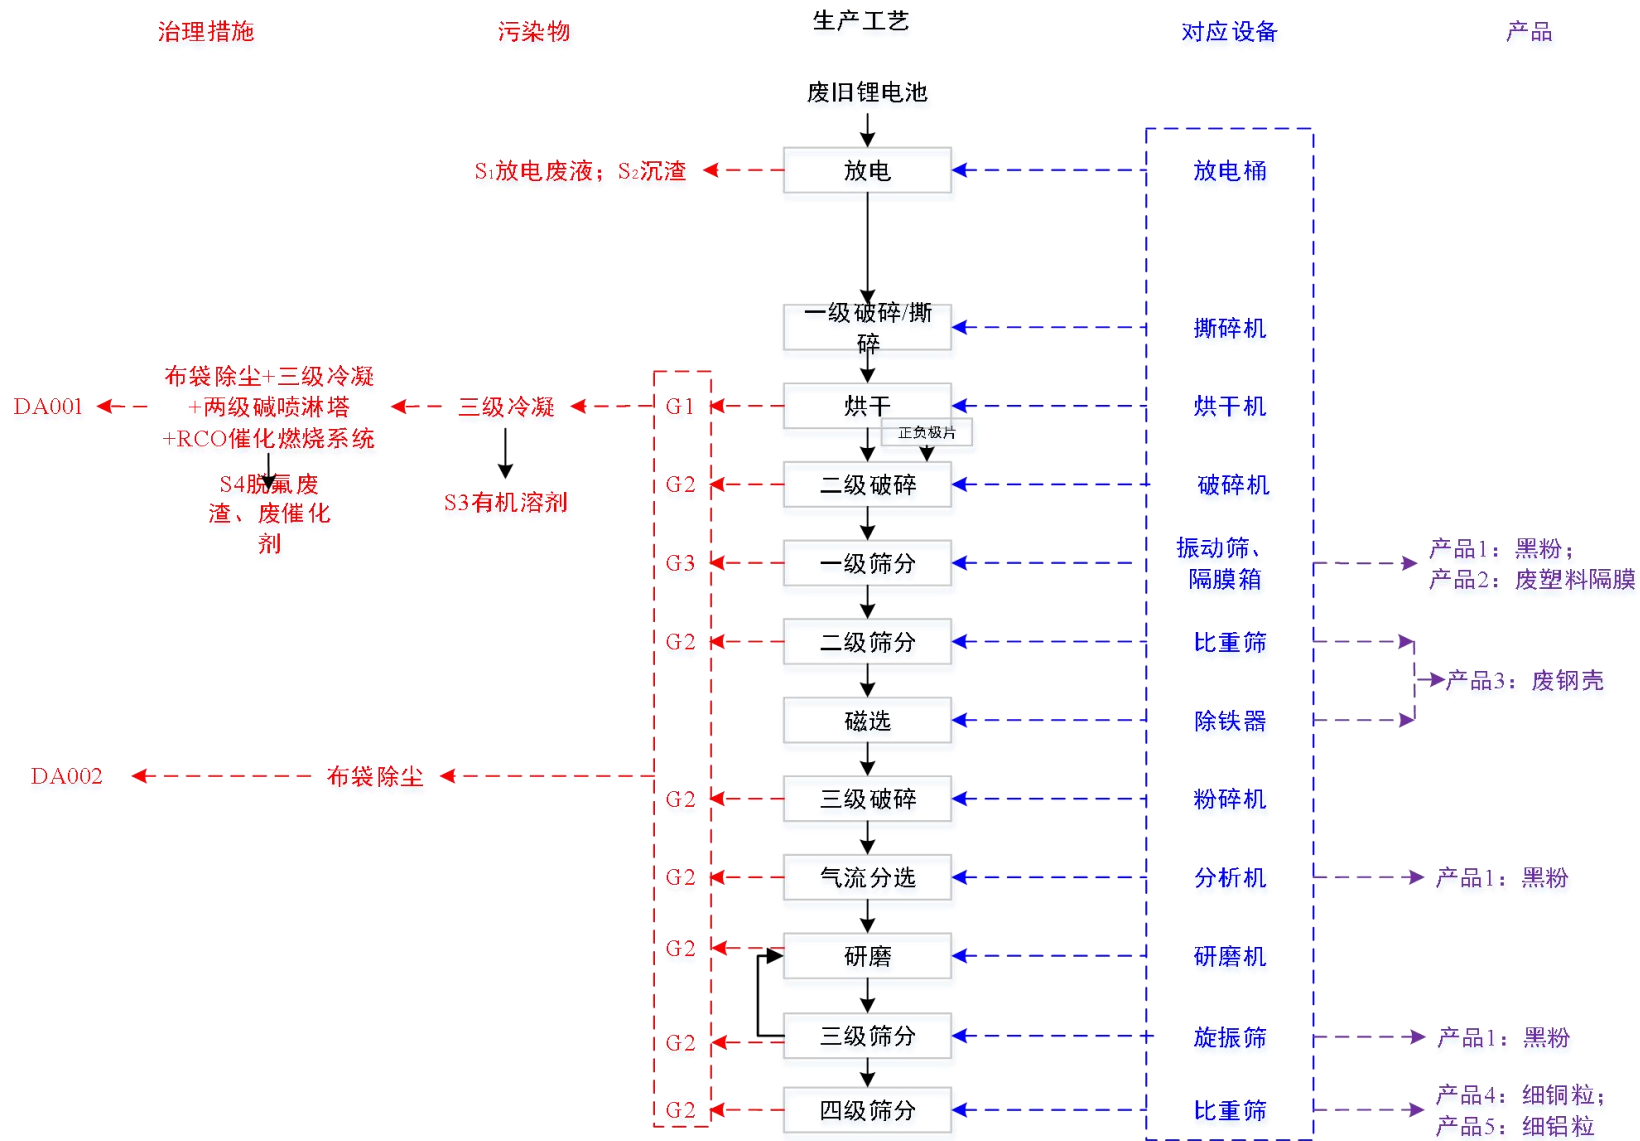 治理措施 污染物 生产工艺 对应设备 产品
废旧锂电池
S₁放电废液；S₂沉渣 放电 放电桶
一级破碎/撕
碎
撕碎机
布袋除尘+三级冷凝
+两级碱喷淋塔
+RCO催化燃烧系统
DA001 三级冷凝 G1 烘干 烘干机
正负极片
S4脱氟废
渣、废催化
剂
S3有机溶剂
G2 二级破碎 破碎机
G3 一级筛分
振动筛、
隔膜箱
产品1：黑粉；
产品2：废塑料隔膜
G2 二级筛分 比重筛
产品3：废钢壳
磁选 除铁器
DA002 布袋除尘
G2 三级破碎 粉碎机
G2 气流分选 分析机 产品1：黑粉
G2 研磨 研磨机
G2 三级筛分 旋振筛 产品1：黑粉
G2 四级筛分 比重筛
产品4：细铜粒；
产品5：细铝粒